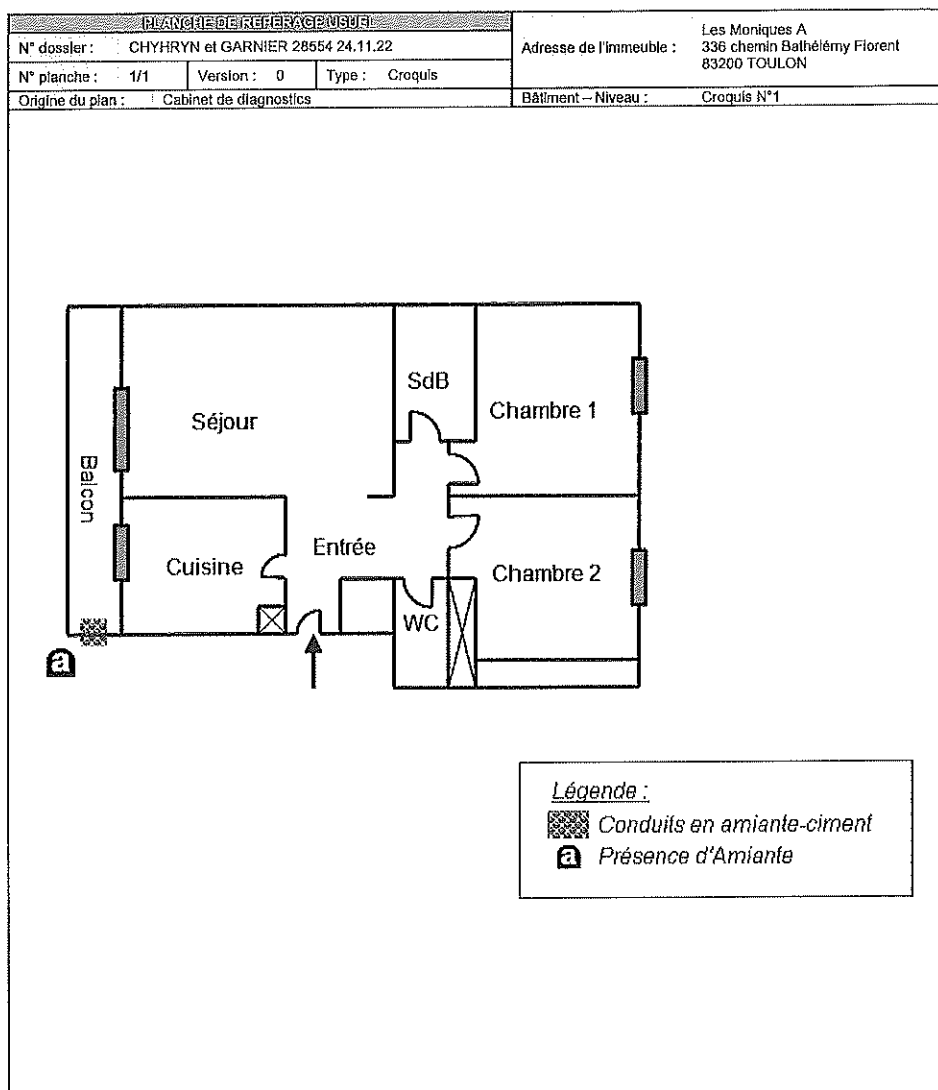 PLANCHE DE REPERAGE USUEL
N° dossier : CHYHRYN et GARNIER 28554 24.11.22
Adresse de l'immeuble : Les Moniques A
336 chemin Bathélémy Florent
83200 TOULON
N° planche : 1/1 Version : 0 Type : Croquis
Origine du plan : Cabinet de diagnostics
Bâtiment – Niveau : Croquis N°1
SdB
Chambre 1
Séjour
Balcon
Entrée
Cuisine
Chambre 2
WC
a
Légende :
Conduits en amiante-ciment
a Présence d'Amiante